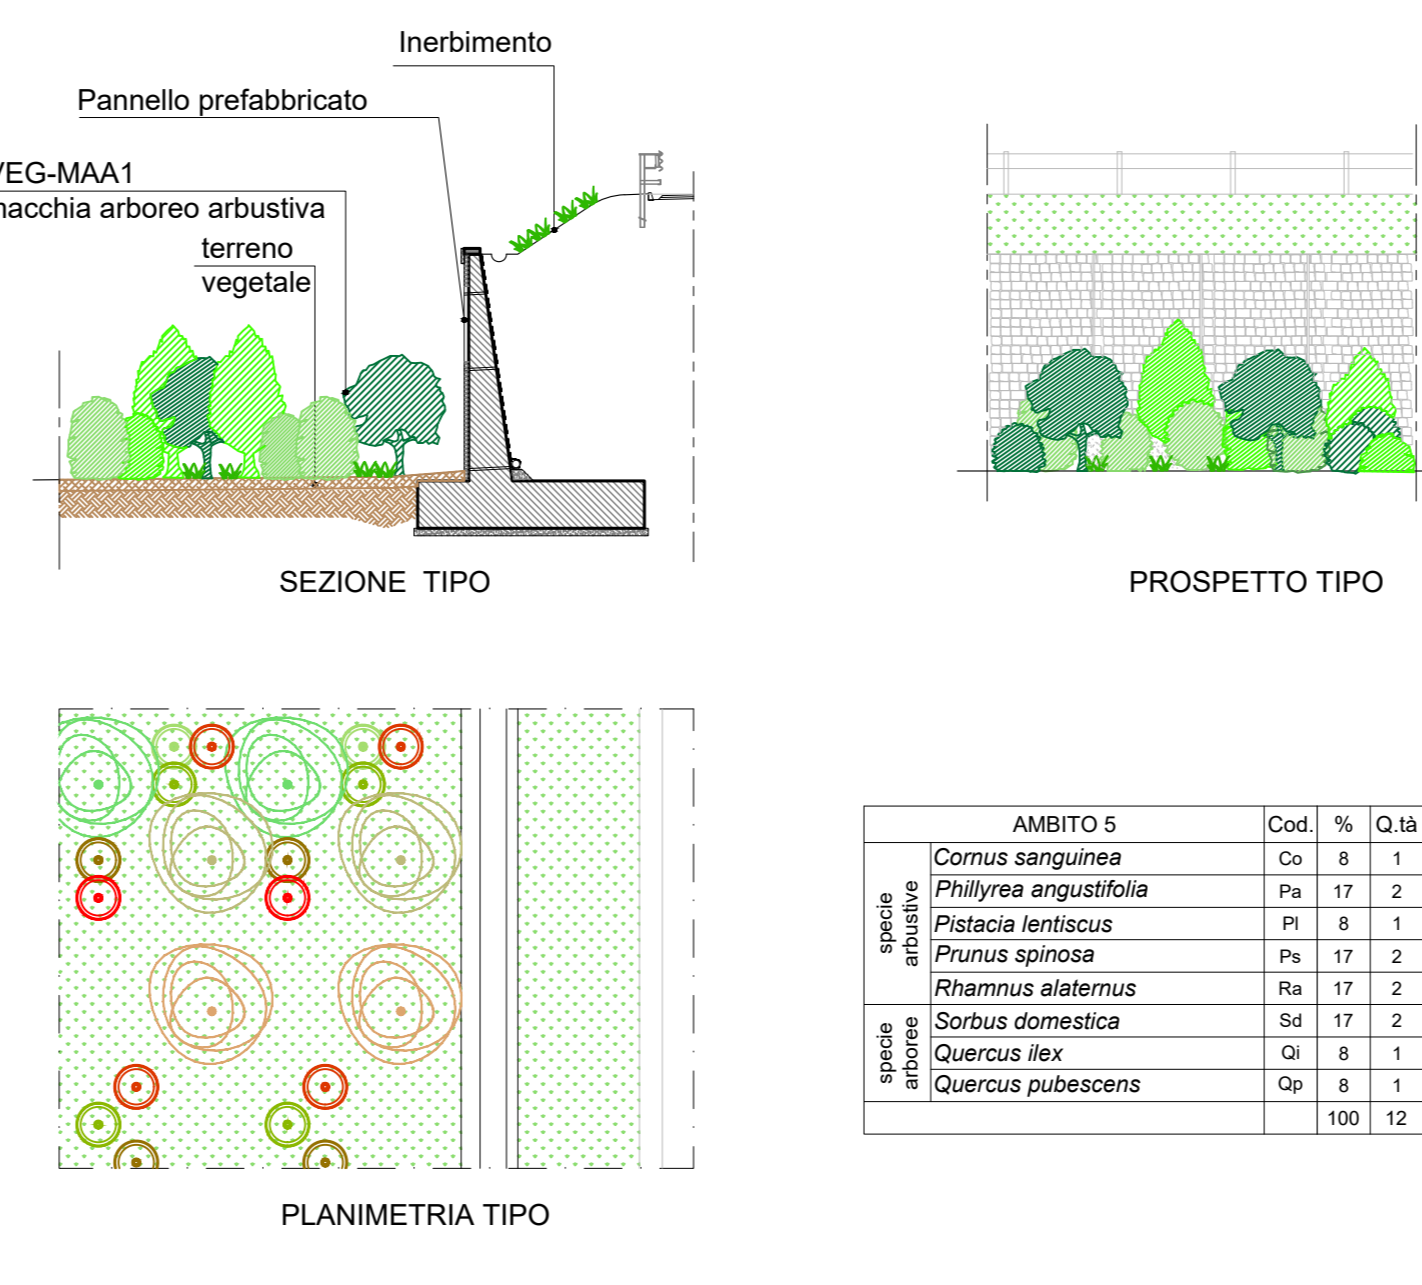 Inerbimento
Pannello prefabbricato
VEG-MAA1
macchia arboreo arbustiva
terreno
vegetale
SEZIONE TIPO
PROSPETTO TIPO
PLANIMETRIA TIPO
AMBITO 5 Cod. % Q.tà
specie arbustive
Cornus sanguinea Co 8 1
Phillyrea angustifolia Pa 17 2
Pistacia lentiscus Pl 8 1
Prunus spinosa Ps 17 2
Rhamnus alaternus Ra 17 2
specie arboree
Sorbus domestica Sd 17 2
Quercus ilex Qi 8 1
Quercus pubescens Qp 8 1
100 12